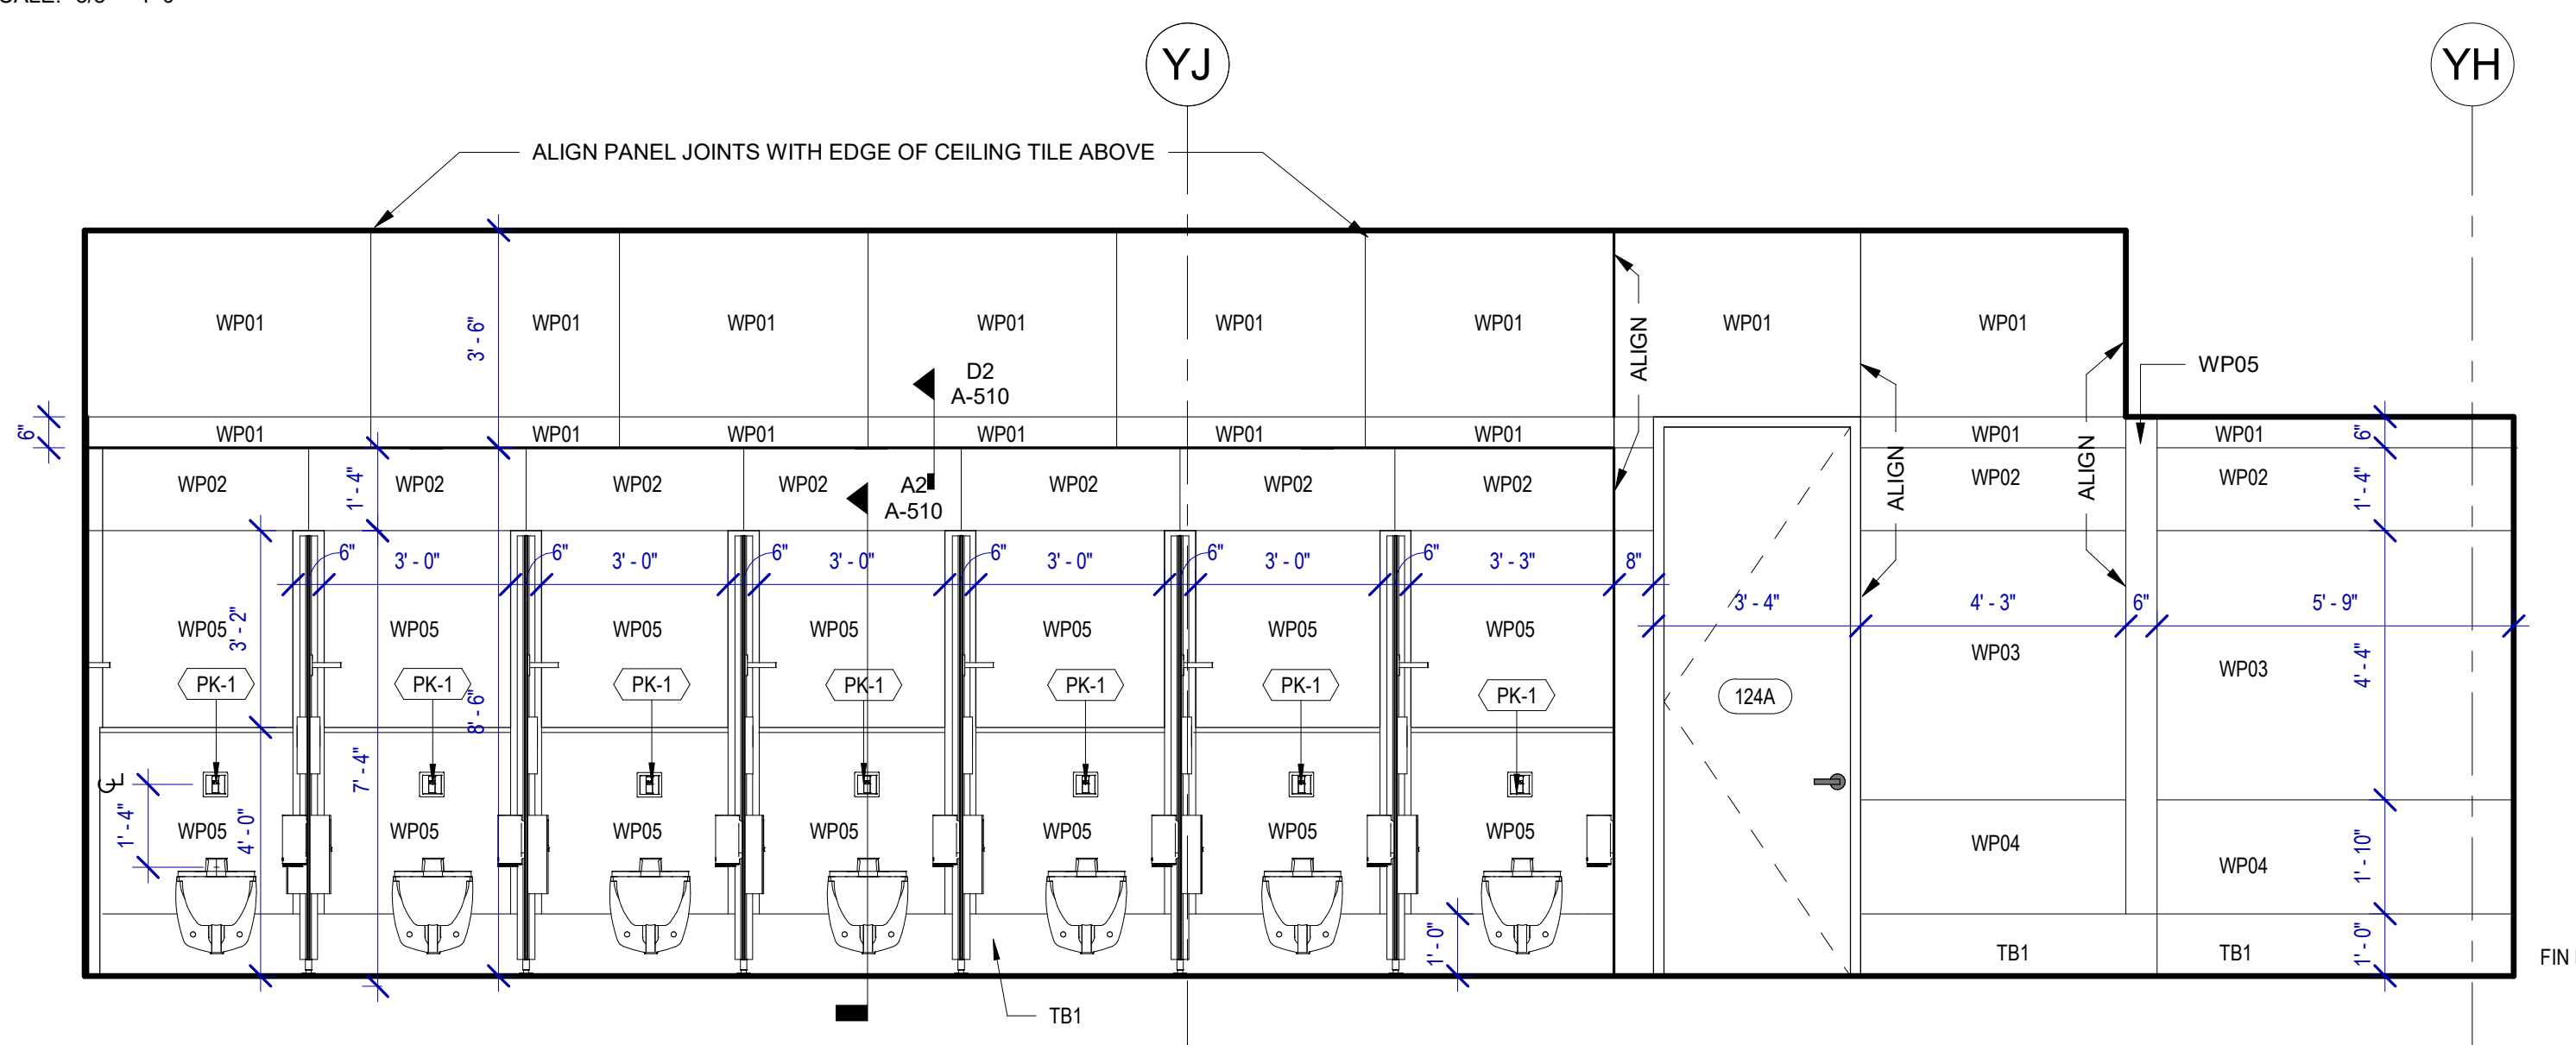 YJ
YH
ALIGN PANEL JOINTS WITH EDGE OF CEILING TILE ABOVE
WP01 WP01 WP01 WP01 WP01 WP01 WP01 WP01
3' - 6"
ALIGN
WP05
D2
A-510
6"
WP01 WP01 WP01 WP01 WP01 WP01 WP01 WP01
6"
WP02 WP02 WP02 WP02 WP02 WP02 WP02 WP02 WP02
1' - 4"
A2
A-510
ALIGN
ALIGN
1' - 4"
6" 3' - 0" 6" 3' - 0" 6" 3' - 0" 6" 3' - 0" 6" 3' - 0" 6" 3' - 3" 8"
3' - 4" 4' - 3" 6" 5' - 9"
WP05 WP05 WP05 WP05 WP05 WP05 WP05
3' - 2"
WP03 WP03
4' - 4"
PK-1 PK-1 PK-1 PK-1 PK-1 PK-1 PK-1
124A
8' - 6"
7' - 4"
CL
1' - 4"
4' - 0"
WP05 WP05 WP05 WP05 WP05 WP05 WP05
WP04 WP04
1' - 10"
1' - 0"
TB1 TB1
1' - 0"
FIN
TB1